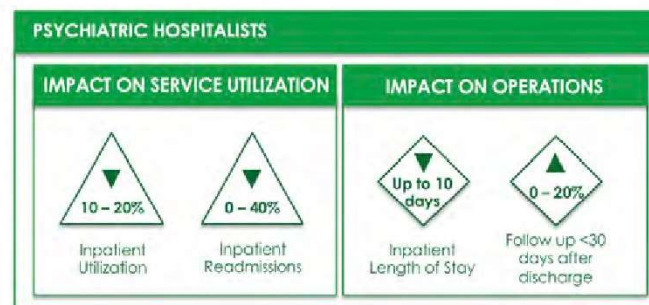 PSYCHIATRIC HOSPITALISTS
IMPACT ON SERVICE UTILIZATION
10 – 20%
Inpatient
Utilization
0 – 40%
Inpatient
Readmissions
IMPACT ON OPERATIONS
Up to 10
days
Inpatient
Length of Stay
0 – 20%
Follow up <30
days after
discharge